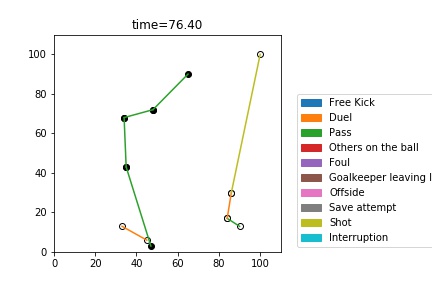 time=76.40
100
80
60
40
20
0
0 20 40 60 80 100
Free Kick
Duel
Pass
Others on the ball
Foul
Goalkeeper leaving l
Offside
Save attempt
Shot
Interruption